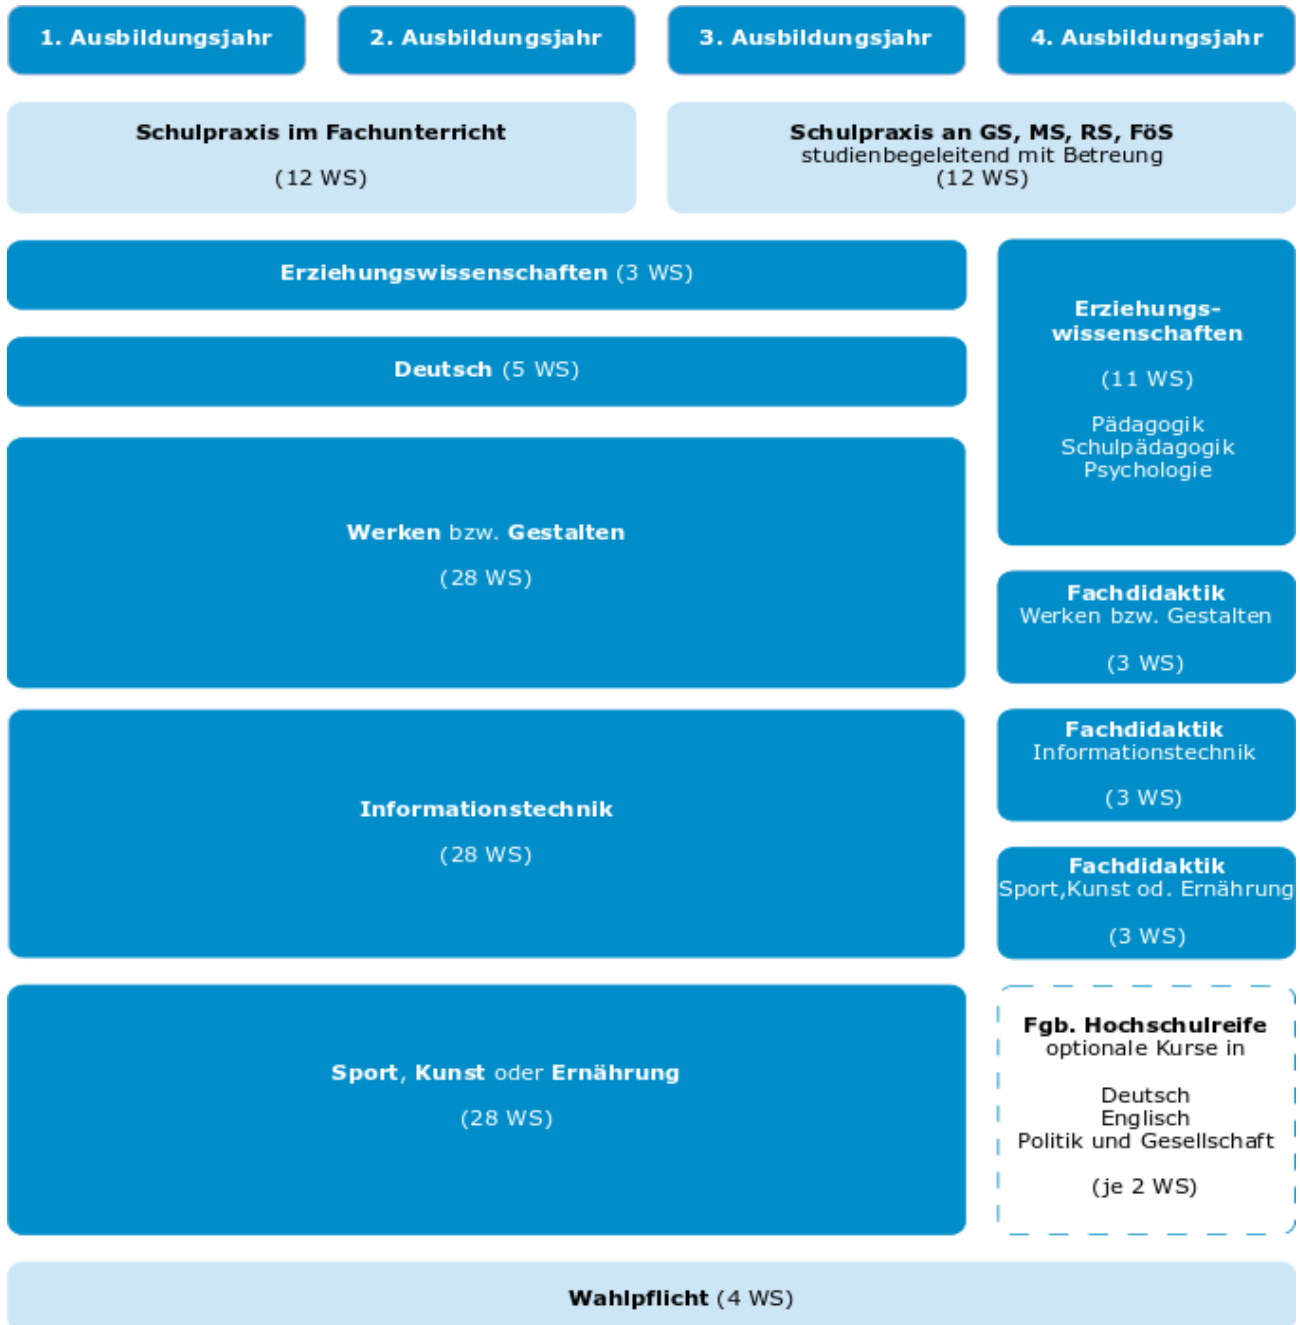 1. Ausbildungsjahr
2. Ausbildungsjahr
3. Ausbildungsjahr
4. Ausbildungsjahr
Schulpraxis im Fachunterricht
(12 WS)
Schulpraxis an GS, MS, RS, FöS
studienbegeleitend mit Betreung
(12 WS)
Erziehungswissenschaften (3 WS)
Deutsch (5 WS)
Werken bzw. Gestalten
(28 WS)
Informationstechnik
(28 WS)
Sport, Kunst oder Ernährung
(28 WS)
Erziehungs-
wissenschaften
(11 WS)
Pädagogik
Schulpädagogik
Psychologie
Fachdidaktik
Werken bzw. Gestalten
(3 WS)
Fachdidaktik
Informationstechnik
(3 WS)
Fachdidaktik
Sport,Kunst od. Ernährung
(3 WS)
Fgb. Hochschulreife
optionale Kurse in
Deutsch
Englisch
Politik und Gesellschaft
(je 2 WS)
Wahlpflicht (4 WS)